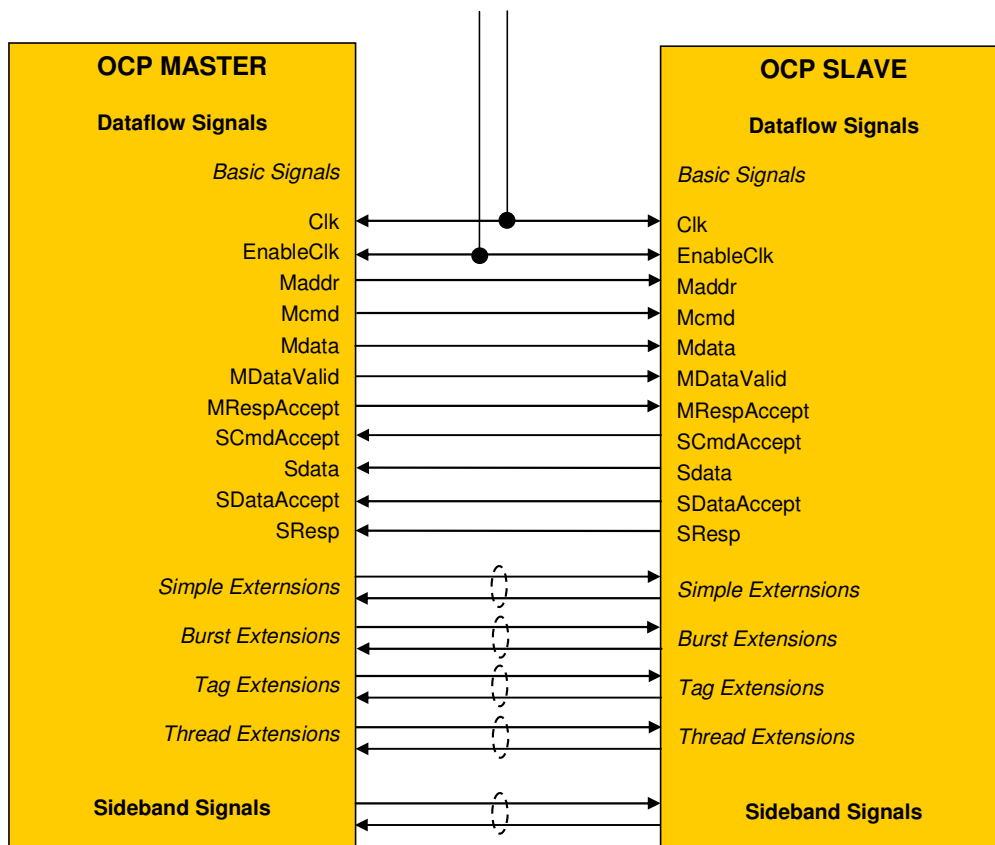 OCP MASTER
Dataflow Signals
Basic Signals
Clk
EnableClk
Maddr
Mcmd
Mdata
MDataValid
MRespAccept
SCmdAccept
Sdata
SDataAccept
SResp
Simple Externsions
Burst Extensions
Tag Extensions
Thread Extensions
Sideband Signals
OCP SLAVE
Dataflow Signals
Basic Signals
Clk
EnableClk
Maddr
Mcmd
Mdata
MDataValid
MRespAccept
SCmdAccept
Sdata
SDataAccept
SResp
Simple Externsions
Burst Extensions
Tag Extensions
Thread Extensions
Sideband Signals